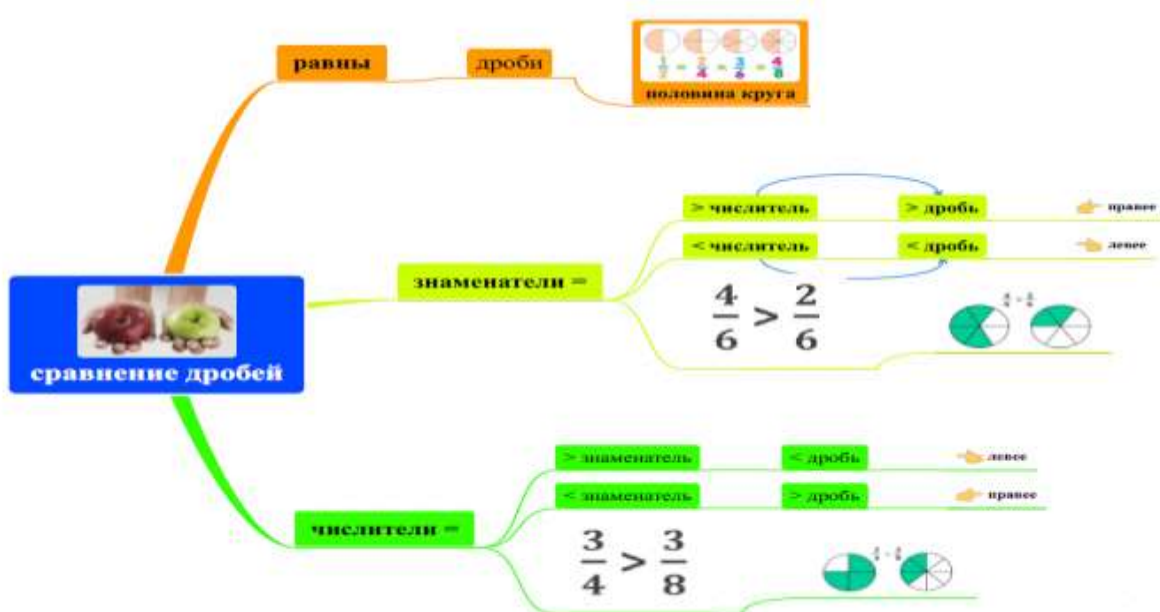 равны
дроби
1/2 = 2/4 = 3/6 = 4/8
половина круга
> числитель
> дробь
правее
< числитель
< дробь
левее
знаменатели =
4/6 > 2/6
сравнение дробей
> знаменатель
< дробь
левее
< знаменатель
> дробь
правее
числители =
3/4 > 3/8